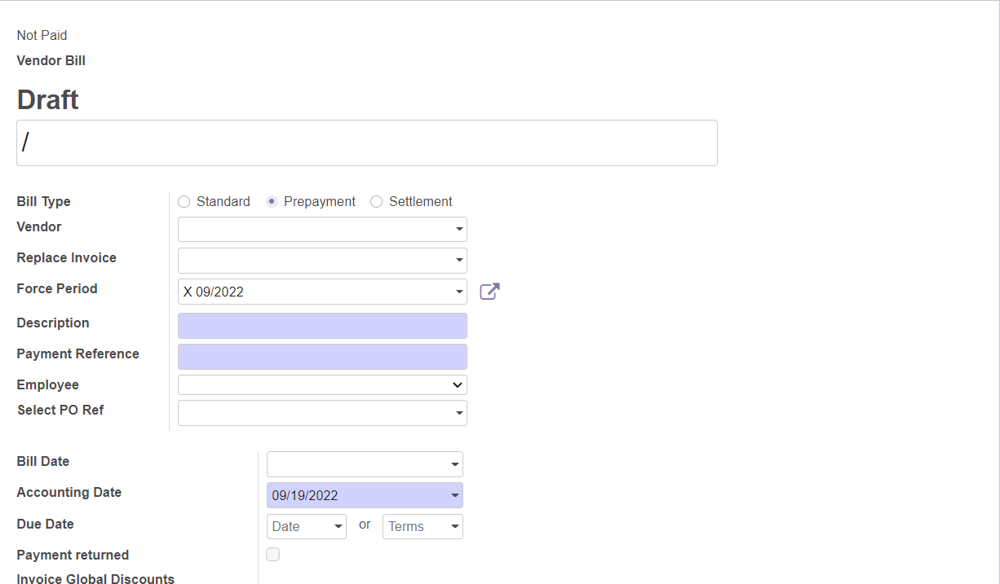 Not Paid
Vendor Bill
Draft
/
Bill Type Standard Prepayment Settlement
Vendor
Replace Invoice
Force Period X 09/2022
Description
Payment Reference
Employee
Select PO Ref
Bill Date
Accounting Date 09/19/2022
Due Date Date or Terms
Payment returned
Invoice Global Discounts